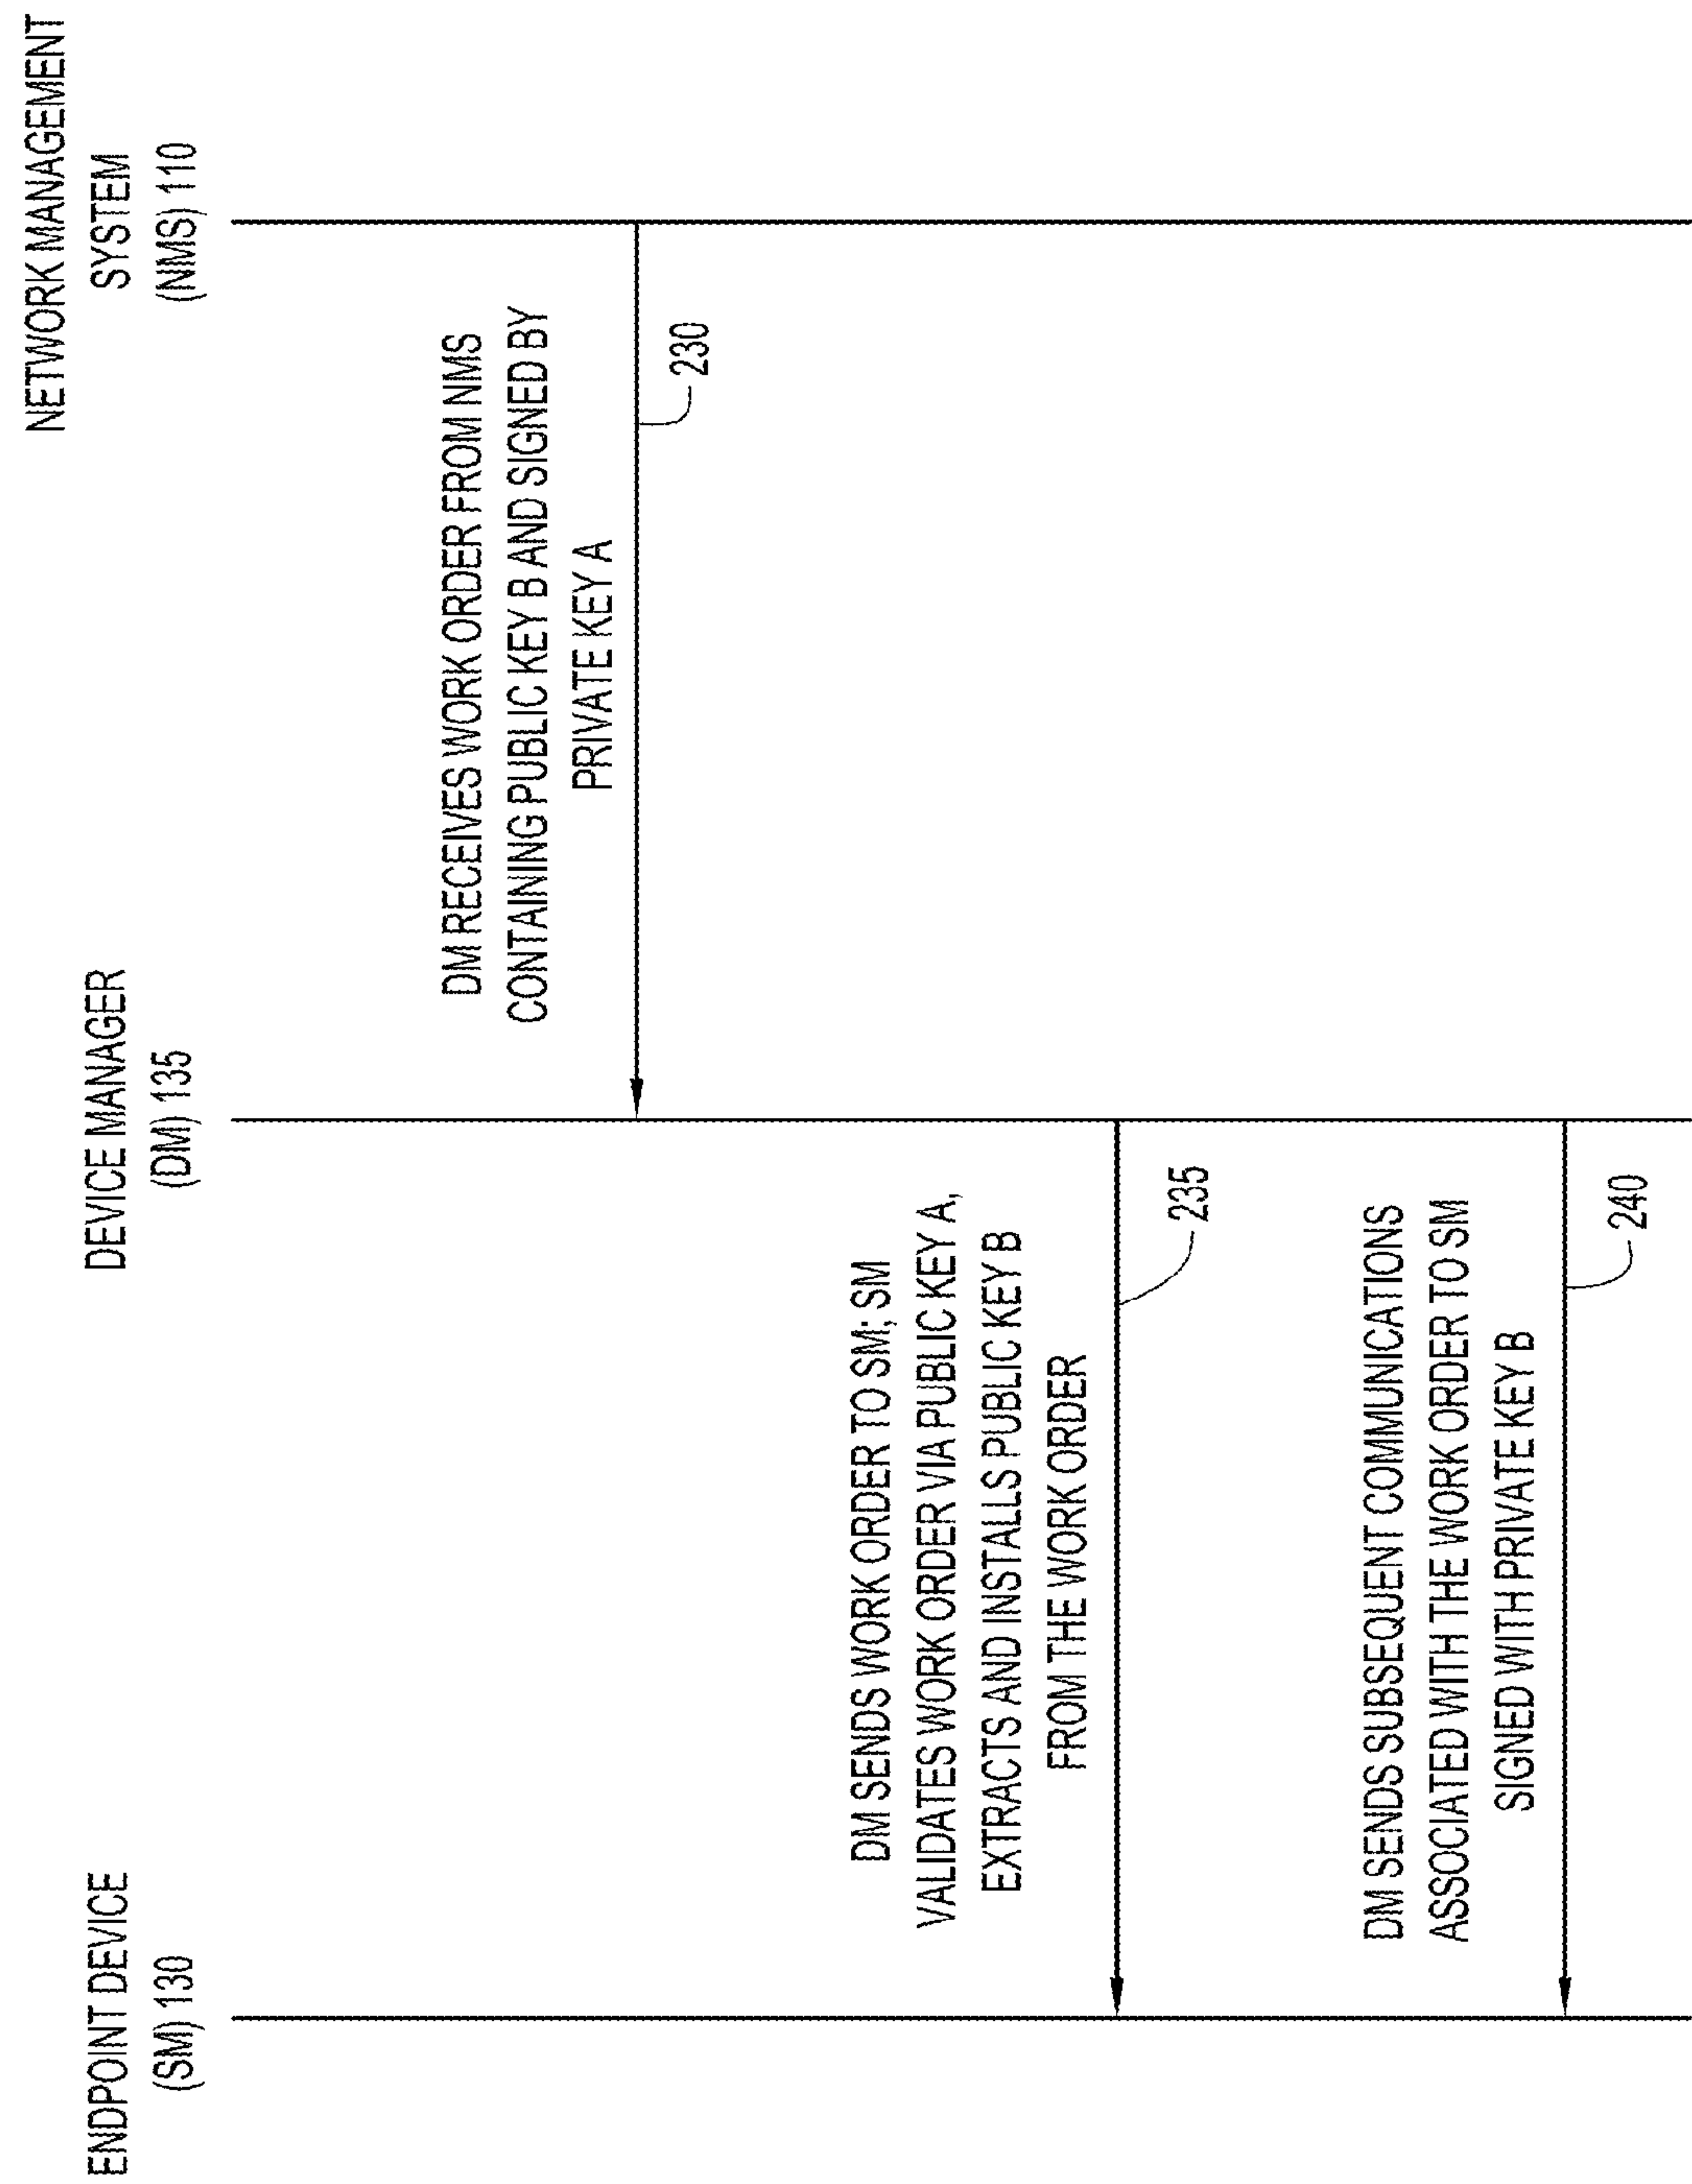 ENDPOINT DEVICE
(SM) 130
DEVICE MANAGER
(DM) 135
NETWORK MANAGEMENT
SYSTEM
(NMS) 110
DM RECEIVES WORK ORDER FROM NMS
CONTAINING PUBLIC KEY B AND SIGNED BY
PRIVATE KEY A
230
DM SENDS WORK ORDER TO SM; SM
VALIDATES WORK ORDER VIA PUBLIC KEY A,
EXTRACTS AND INSTALLS PUBLIC KEY B
FROM THE WORK ORDER
235
DM SENDS SUBSEQUENT COMMUNICATIONS
ASSOCIATED WITH THE WORK ORDER TO SM
SIGNED WITH PRIVATE KEY B
240